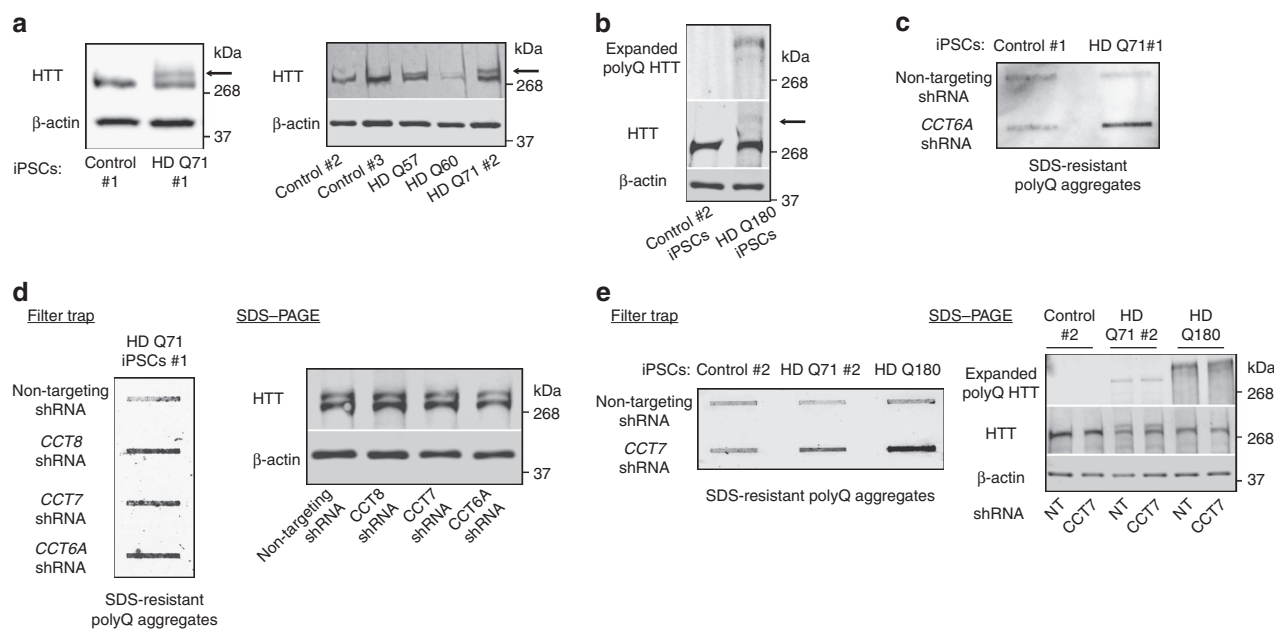 a
kDa
HTT
268
β-actin
37
iPSCs:
Control
#1
HD Q71
#1
kDa
HTT
268
β-actin
37
Control #2
Control #3
HD Q57
HD Q60
HD Q71 #2
b
Expanded
polyQ HTT
kDa
268
HTT
268
β-actin
37
Control #2
iPSCs
HD Q180
iPSCs
c
iPSCs: Control #1 HD Q71#1
Non-targeting
shRNA
CCT6A
shRNA
SDS-resistant
polyQ aggregates
d
Filter trap
HD Q71
iPSCs #1
Non-targeting
shRNA
CCT8
shRNA
CCT7
shRNA
CCT6A
shRNA
SDS-resistant
polyQ aggregates
SDS–PAGE
kDa
HTT
268
β-actin
37
Non-targeting
shRNA
CCT8
shRNA
CCT7
shRNA
CCT6A
shRNA
e
Filter trap
iPSCs: Control #2 HD Q71 #2 HD Q180
Non-targeting
shRNA
CCT7
shRNA
SDS-resistant polyQ aggregates
SDS–PAGE
Control
#2
HD
Q71 #2
HD
Q180
Expanded
polyQ HTT
kDa
268
HTT
268
β-actin
37
shRNA
NT
CCT7
NT
CCT7
NT
CCT7